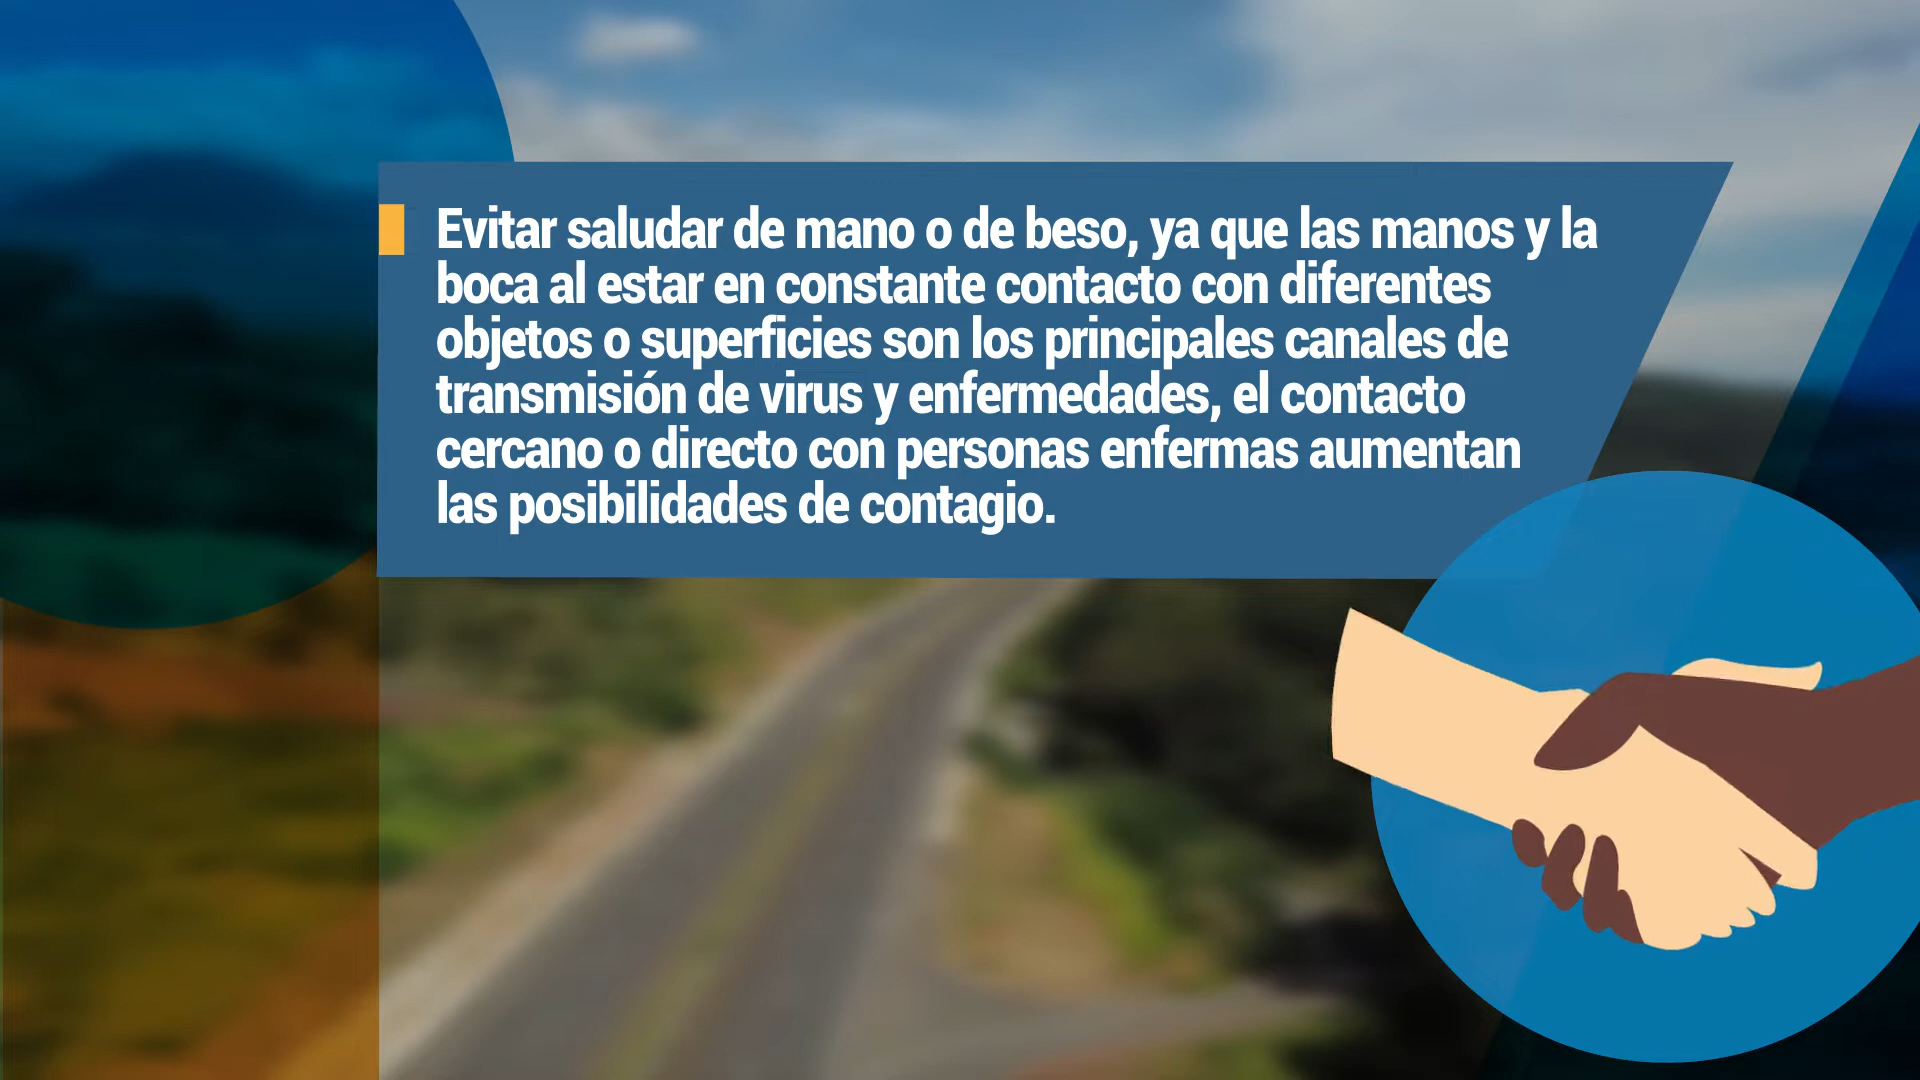 Evitar saludar de mano o de beso, ya que las manos y la
boca al estar en constante contacto con diferentes
objetos o superficies son los principales canales de
transmisión de virus y enfermedades, el contacto
cercano o directo con personas enfermas aumentan
las posibilidades de contagio.